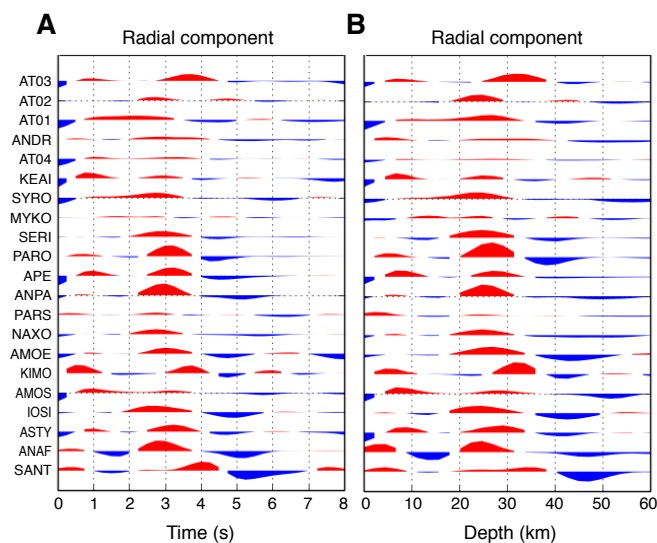 A
B
Radial component
Radial component
AT03
AT02
AT01
ANDR
AT04
KEAI
SYRO
MYKO
SERI
PARO
APE
ANPA
PARS
NAXO
AMOE
KIMO
AMOS
IOSI
ASTY
ANAF
SANT
0 1 2 3 4 5 6 7 8
0 10 20 30 40 50 60
Time (s)
Depth (km)